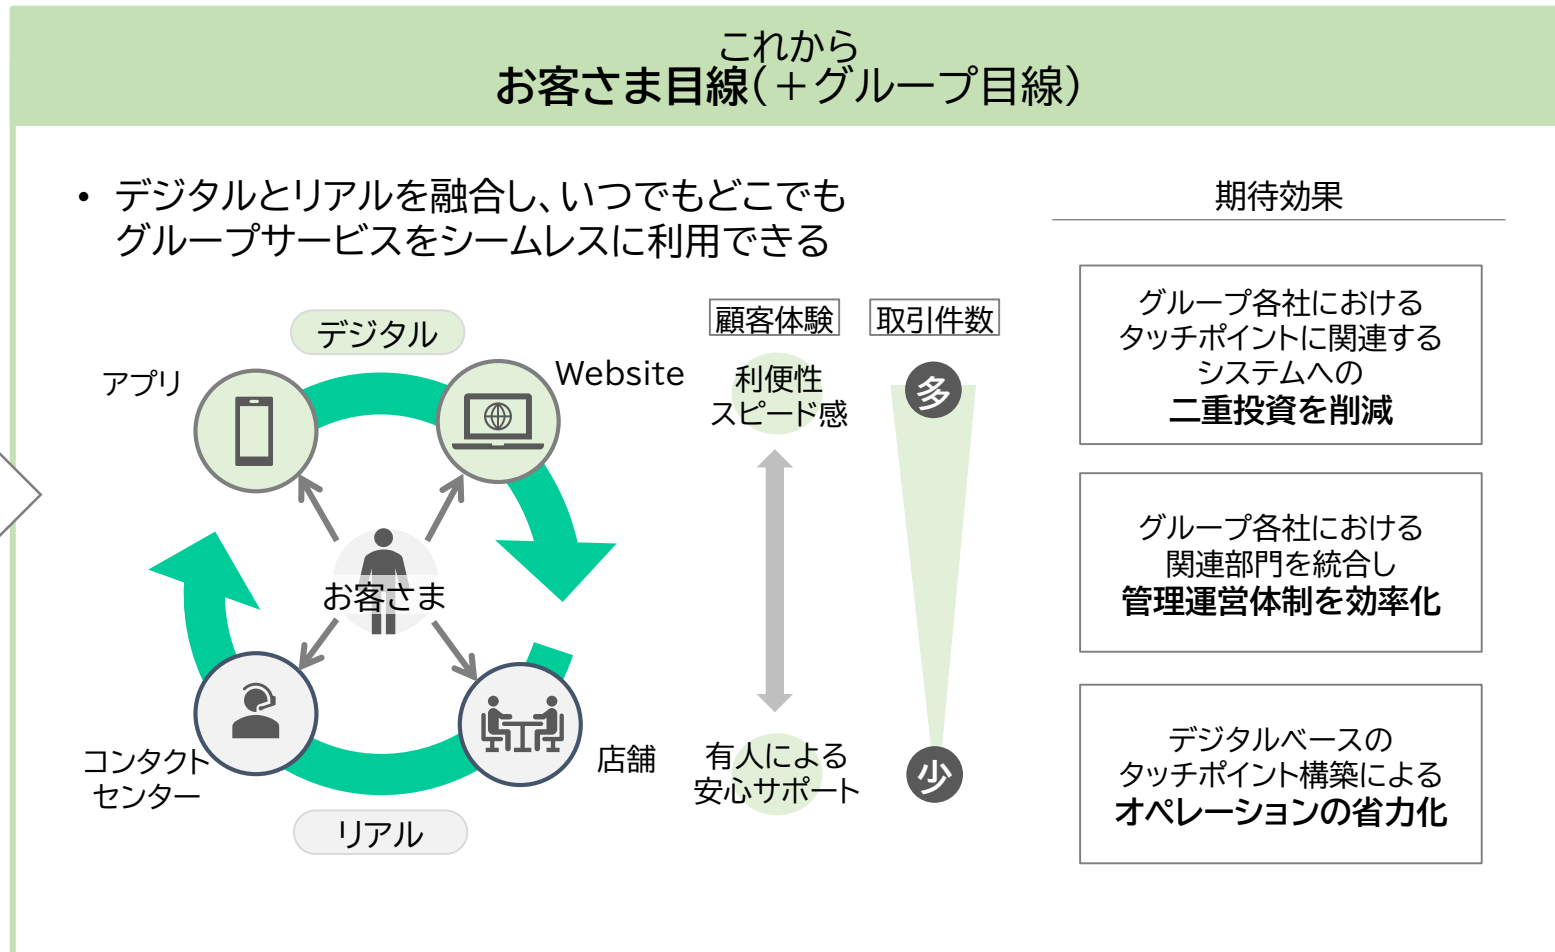 これから
お客さま目線(＋グループ目線)
• デジタルとリアルを融合し、いつでもどこでも
グループサービスをシームレスに利用できる
デジタル
アプリ
Website
お客さま
コンタクト
センター
店舗
リアル
顧客体験
利便性
スピード感
有人による
安心サポート
取引件数
多
少
期待効果
グループ各社における
タッチポイントに関連する
システムへの
二重投資を削減
グループ各社における
関連部門を統合し
管理運営体制を効率化
デジタルベースの
タッチポイント構築による
オペレーションの省力化